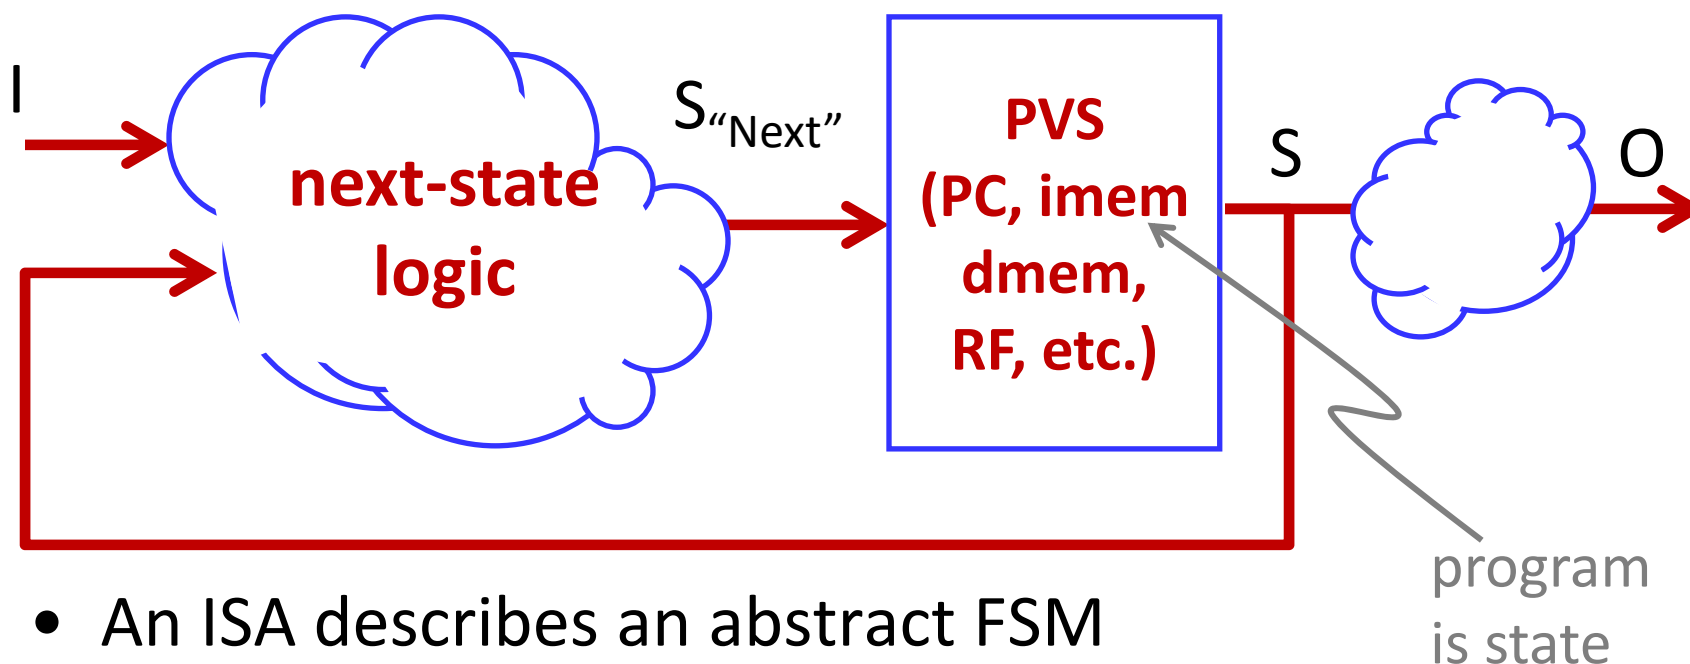 I
next-state
logic
S“Next”
PVS
(PC, imem
dmem,
RF, etc.)
S
O
program
is state
• An ISA describes an abstract FSM